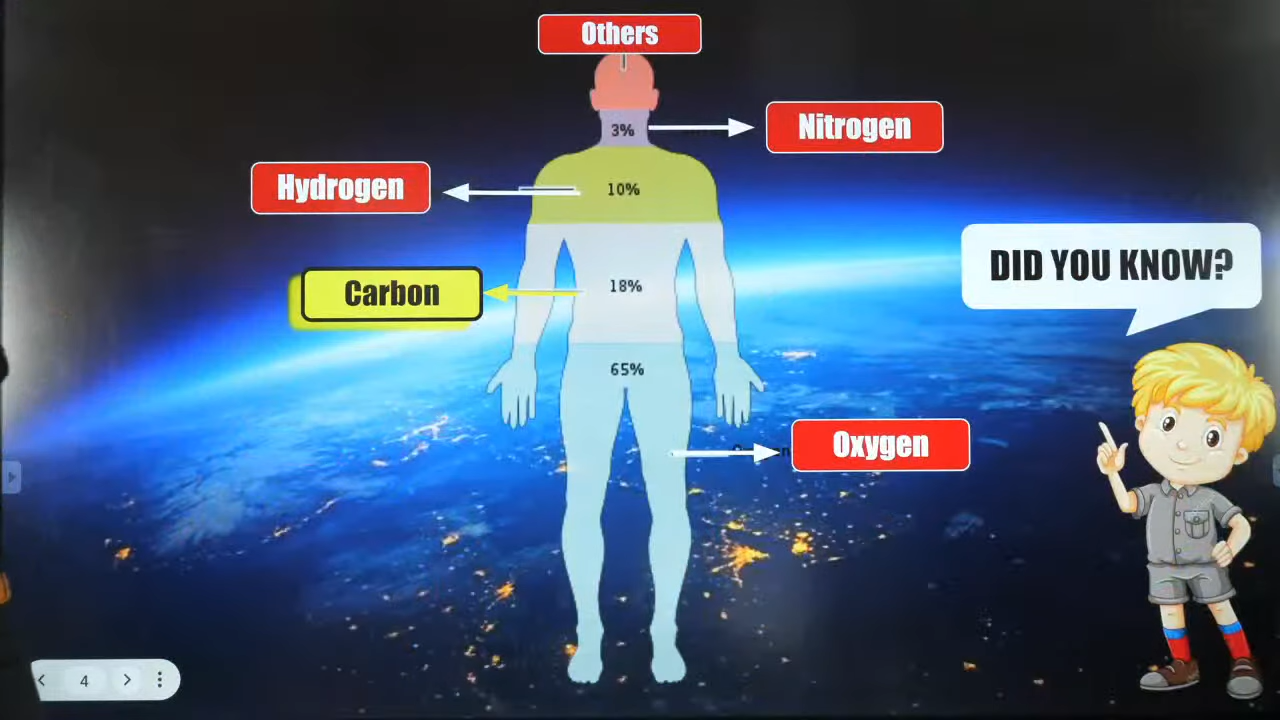 Others
3%
Nitrogen
Hydrogen
10%
Carbon
18%
DID YOU KNOW?
65%
Oxygen
4